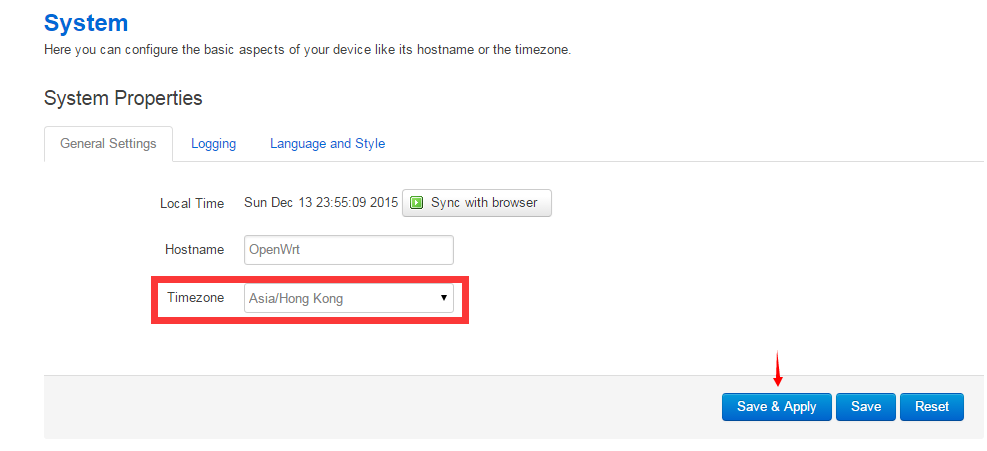 System
Here you can configure the basic aspects of your device like its hostname or the timezone.
System Properties
General Settings Logging Language and Style
Local Time Sun Dec 13 23:55:09 2015 Sync with browser
Hostname OpenWrt
Timezone Asia/Hong Kong
Save & Apply Save Reset